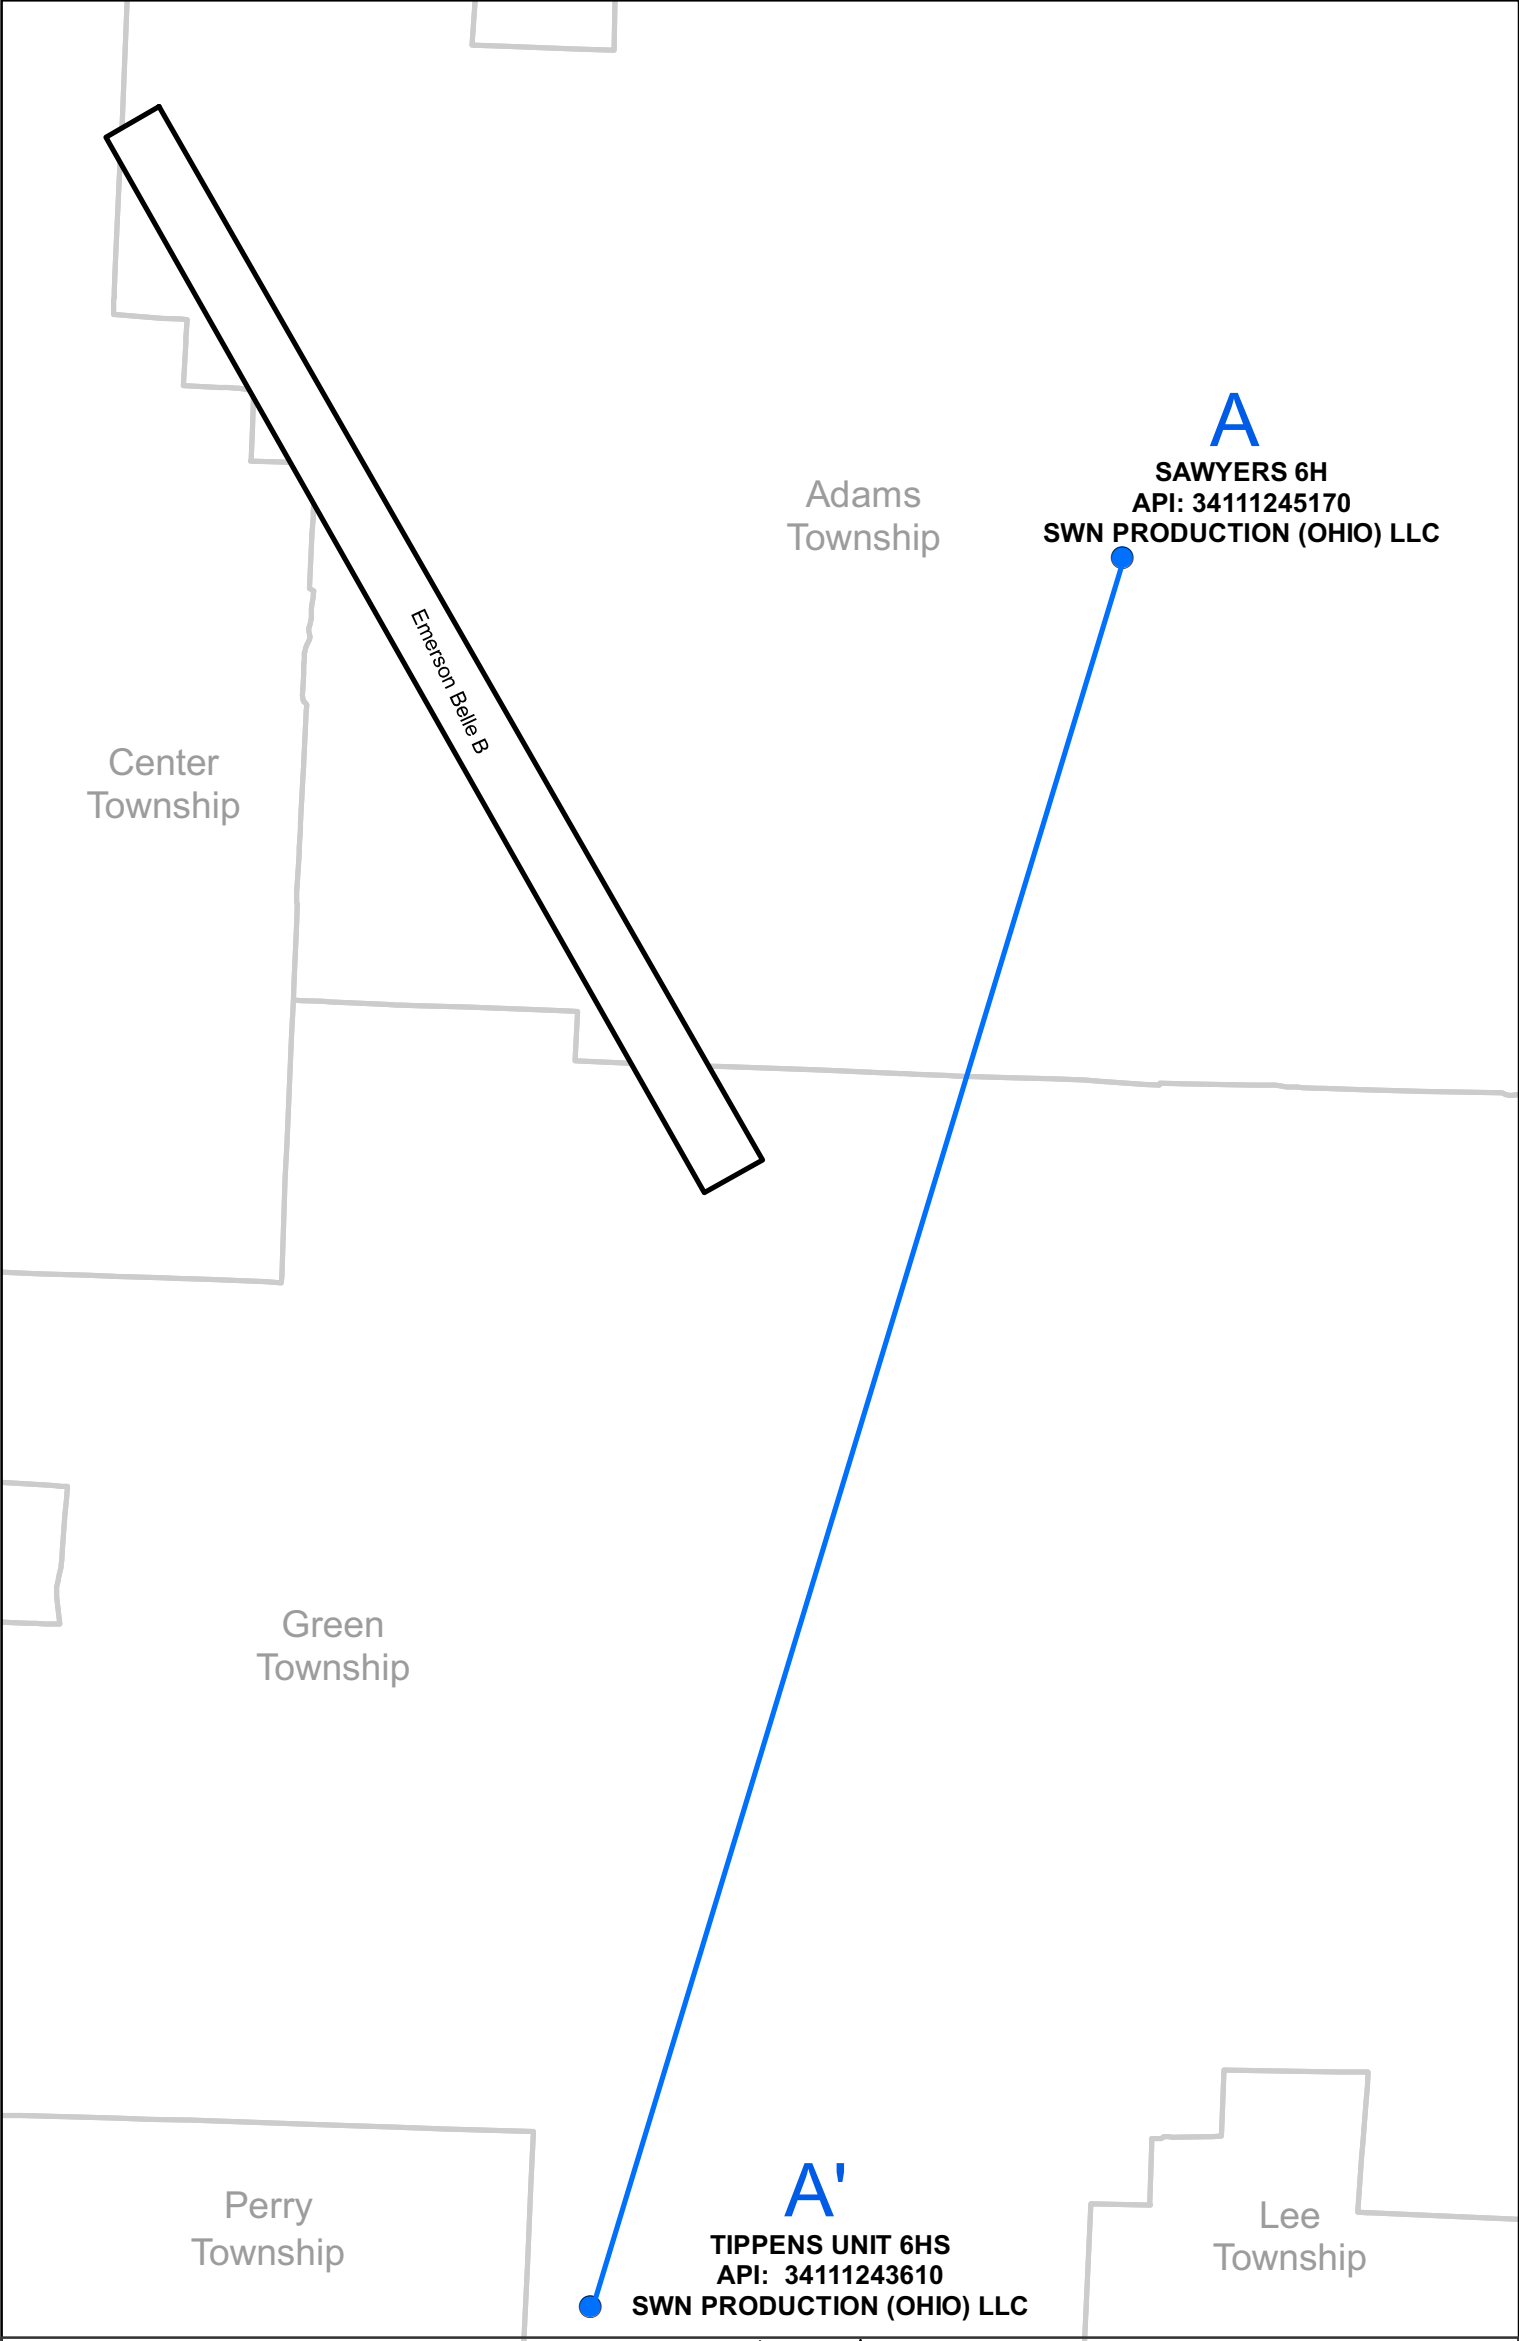 A
SAWYERS 6H
API: 34111245170
SWN PRODUCTION (OHIO) LLC
Adams
Township
Emerson Belle B
Center
Township
Green
Township
A'
TIPPENS UNIT 6HS
API:  34111243610
SWN PRODUCTION (OHIO) LLC
Perry
Township
Lee
Township